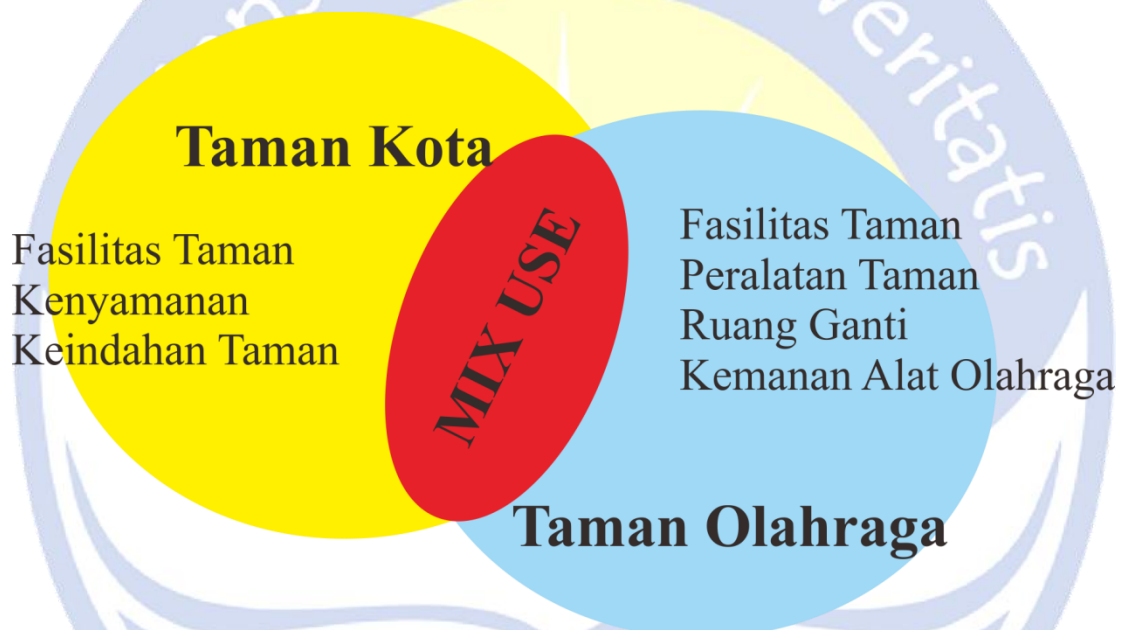 Veritatis
Taman Kota
Fasilitas Taman
Kenyamanan
Keindahan Taman
MIX USE
Fasilitas Taman
Peralatan Taman
Ruang Ganti
Kemanan Alat Olahraga
Taman Olahraga